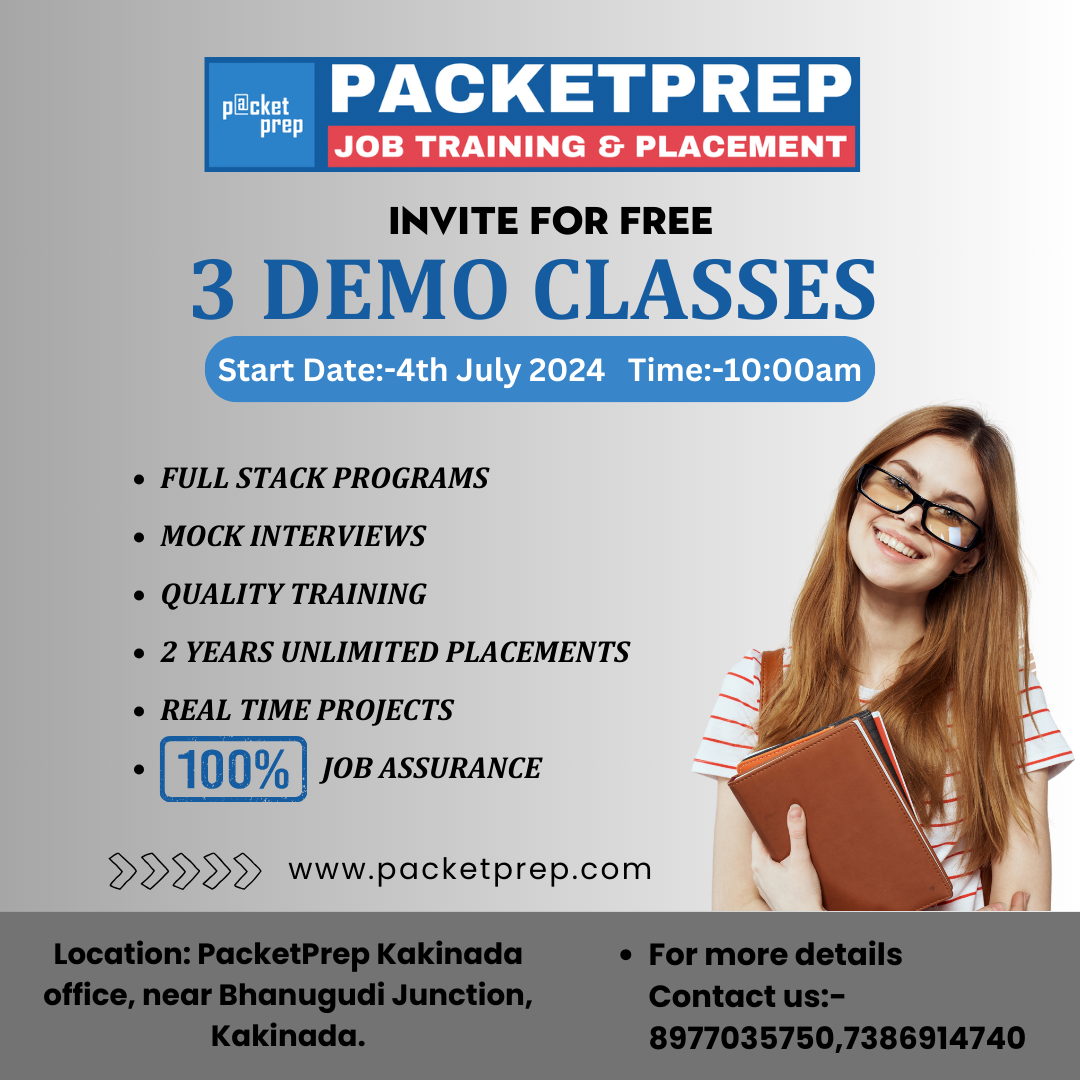 p@cket
prep
PACKETPREP
JOB TRAINING & PLACEMENT
INVITE FOR FREE
3 DEMO CLASSES
Start Date:-4th July 2024 Time:-10:00am
• FULL STACK PROGRAMS
• MOCK INTERVIEWS
• QUALITY TRAINING
• 2 YEARS UNLIMITED PLACEMENTS
• REAL TIME PROJECTS
• 100% JOB ASSURANCE
www.packetprep.com
Location: PacketPrep Kakinada
office, near Bhanugudi Junction,
Kakinada.
• For more details
Contact us:-
8977035750,7386914740